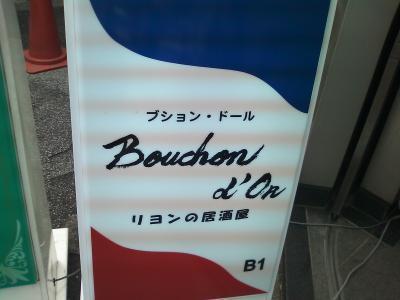 ブション・ドール
Bouchon
d'Or
リヨンの居酒屋
B1